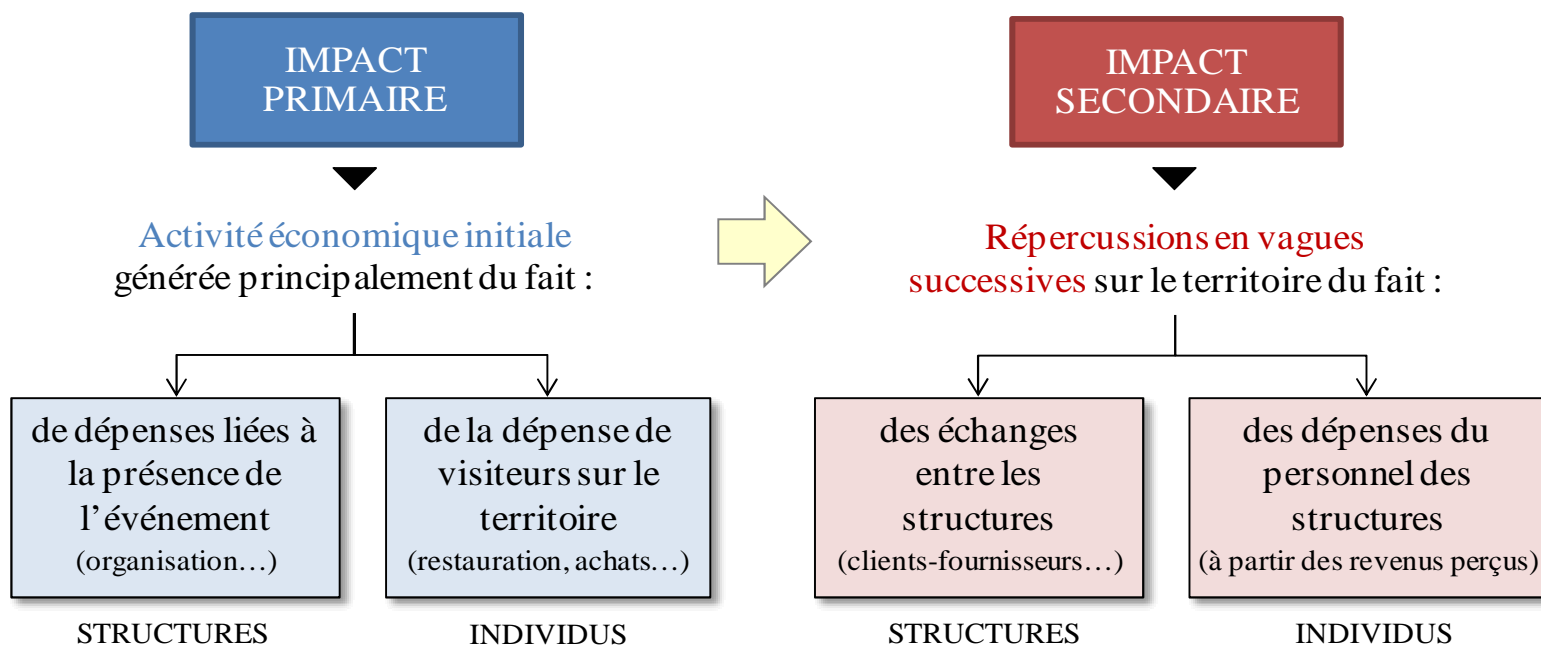 IMPACT
PRIMAIRE
Activité économique initiale
générée principalement du fait :
de dépenses liées à
la présence de
l’événement
(organisation…)
STRUCTURES
de la dépense de
visiteurs sur le
territoire
(restauration, achats…)
INDIVIDUS
IMPACT
SECONDAIRE
Répercussions en vagues
successives sur le territoire du fait :
des échanges
entre les
structures
(clients-fournisseurs…)
STRUCTURES
des dépenses du
personnel des
structures
(à partir des revenus perçus)
INDIVIDUS